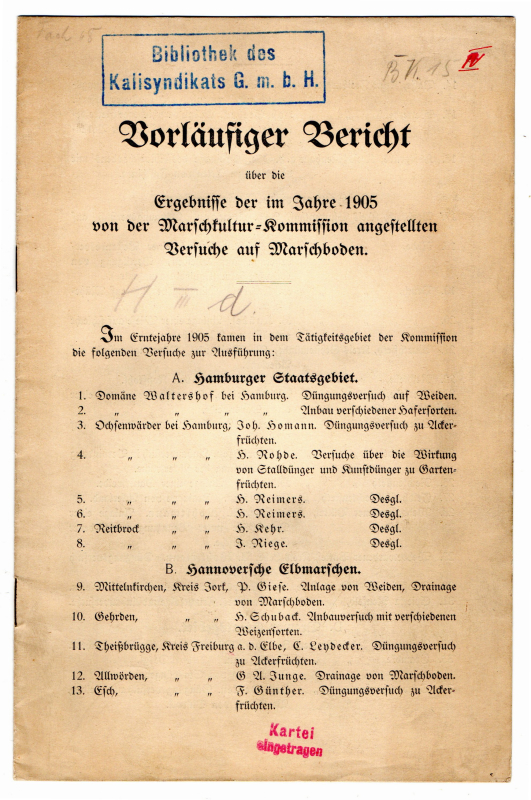 Bibliothek des
Kalisyndikats G. m. b. H.
B. K. 15 IV
Vorläufiger Bericht
über die
Ergebnisse der im Jahre 1905
von der Marschkultur-Kommission angestellten
Versuche auf Marschboden.
H III d.
Im Erntejahre 1905 kamen in dem Tätigkeitsgebiet der Kommission
die folgenden Versuche zur Ausführung:
A. Hamburger Staatsgebiet.
1. Domäne Waltershof bei Hamburg. Düngungsversuch auf Weiden.
2. „ „ „ „ Anbau verschiedener Hafersorten.
3. Ochsenwärder bei Hamburg, Joh. Homann. Düngungsversuch zu Acker-
früchten.
4. „ „ „ H. Rohde. Versuche über die Wirkung
von Stalldünger und Kunstdünger zu Garten-
früchten.
5. „ „ „ H. Reimers. Desgl.
6. „ „ „ H. Reimers. Desgl.
7. Reitbrock „ „ H. Kehr. Desgl.
8. „ „ „ J. Riege. Desgl.
B. Hannoversche Elbmarschen.
9. Mittelnkirchen, Kreis Jork, P. Giese. Anlage von Weiden, Drainage
von Marschboden.
10. Gehrden, „ „ H. Schuback. Anbauversuch mit verschiedenen
Weizensorten.
11. Theißbrügge, Kreis Freiburg a. d. Elbe, C. Leydecker. Düngungsversuch
zu Ackerfrüchten.
12. Allwörden, „ „ G A. Junge. Drainage von Marschboden.
13. Esch, „ „ F. Günther. Düngungsversuch zu Acker-
früchten.
Kartei
eingetragen